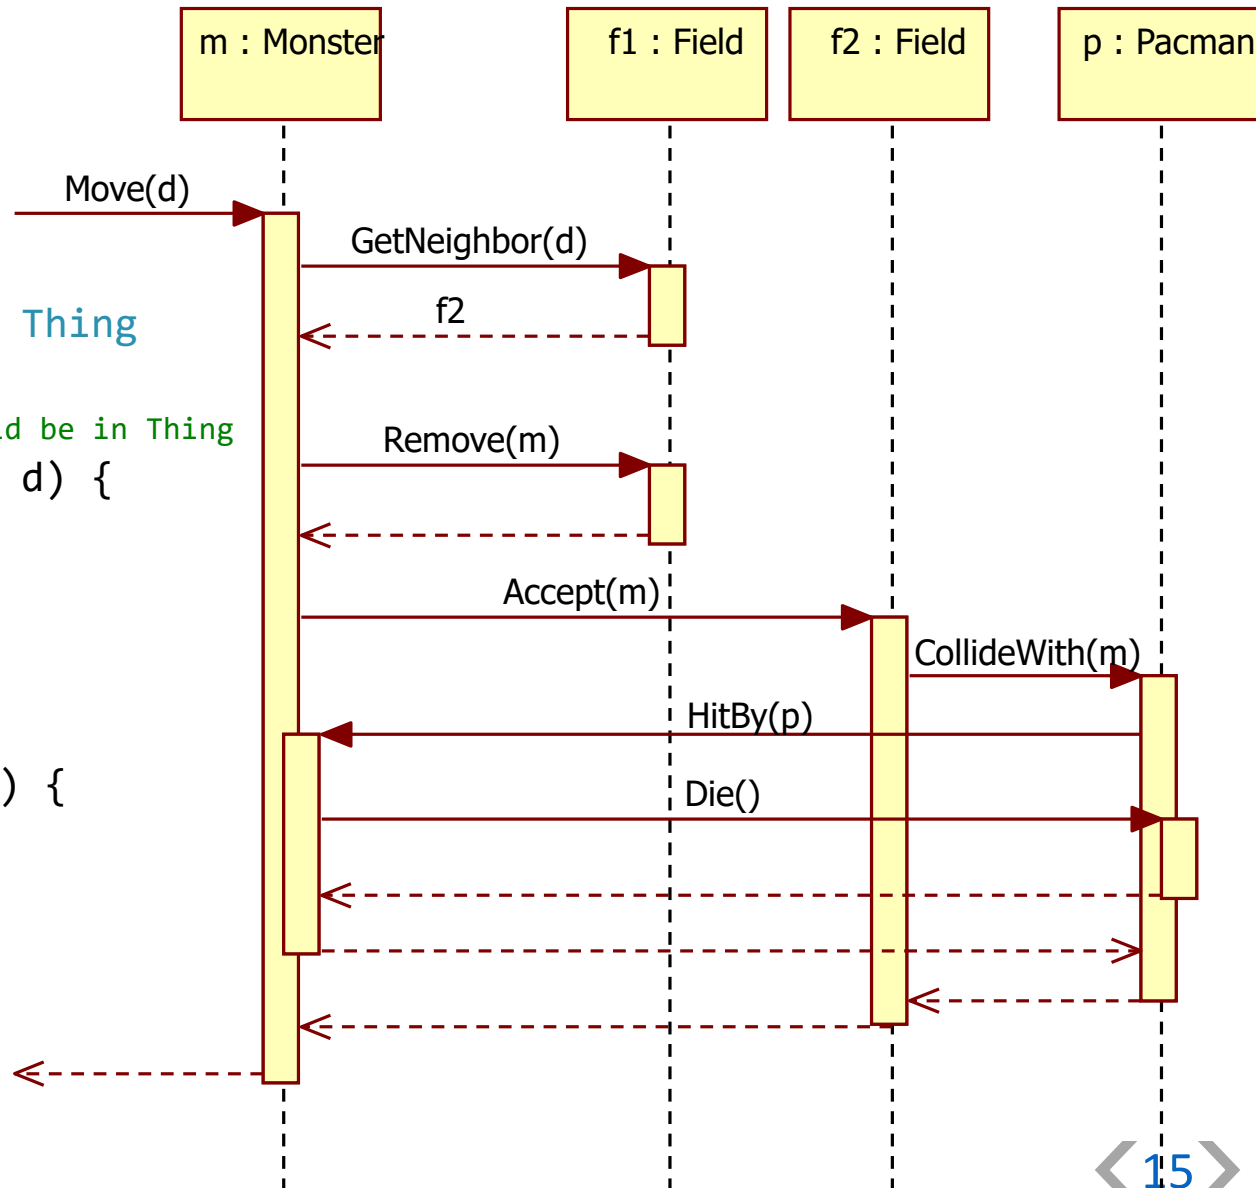 m : Monster
f1 : Field
f2 : Field
p : Pacman
Move(d)
GetNeighbor(d)
f2
Thing
be in Thing
Remove(m)
d) {
Accept(m)
CollideWith(m)
HitBy(p)
) {
Die()
15